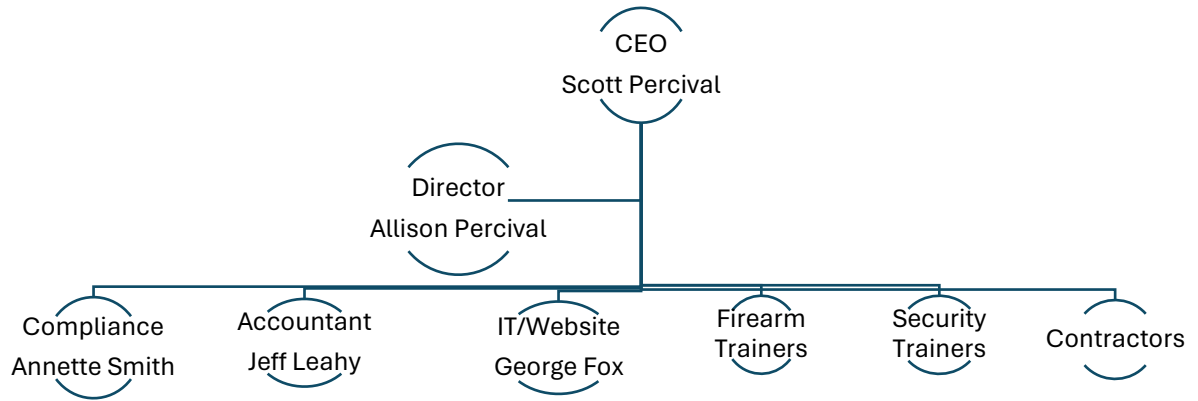 CEO
Scott Percival
Director
Allison Percival
Compliance
Annette Smith
Accountant
Jeff Leahy
IT/Website
George Fox
Firearm
Trainers
Security
Trainers
Contractors